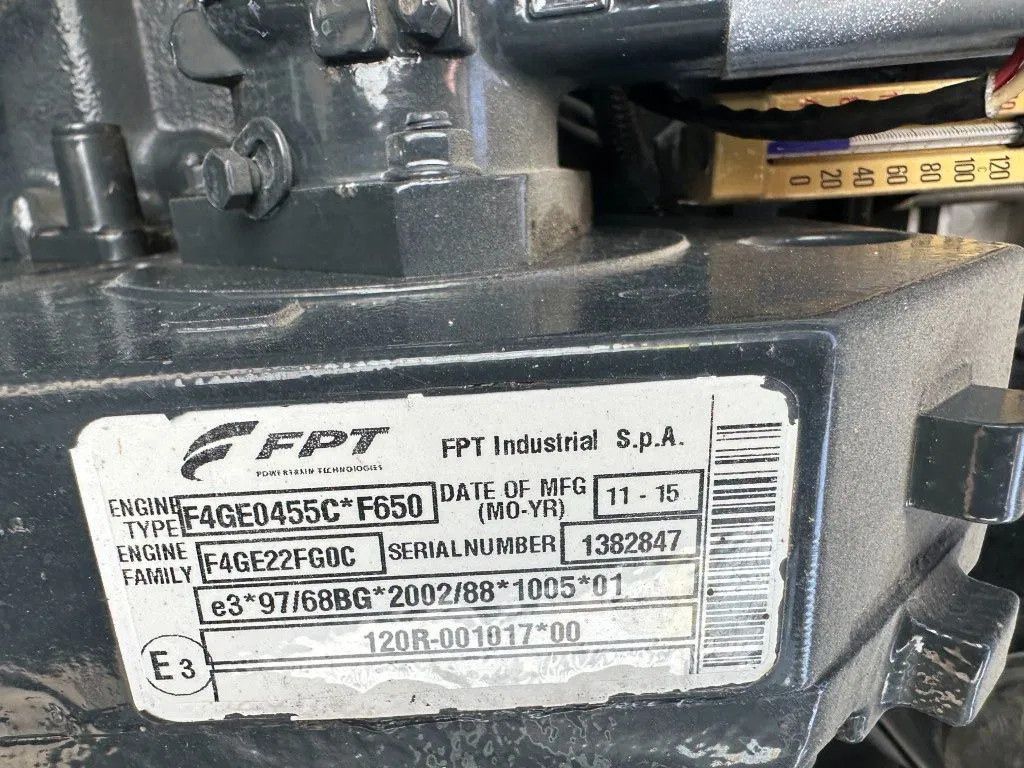 0 20 40 60 80 100 120
C
FPT
POWERTRAIN TECHNOLOGIES
FPT Industrial S.p.A.
ENGINE TYPE F4GE0455C*F650
DATE OF MFG (MO-YR) 11 - 15
ENGINE FAMILY F4GE22FG0C
SERIALNUMBER 1382847
e3*97/68BG*2002/88*1005*01
120R-001017*00
E3